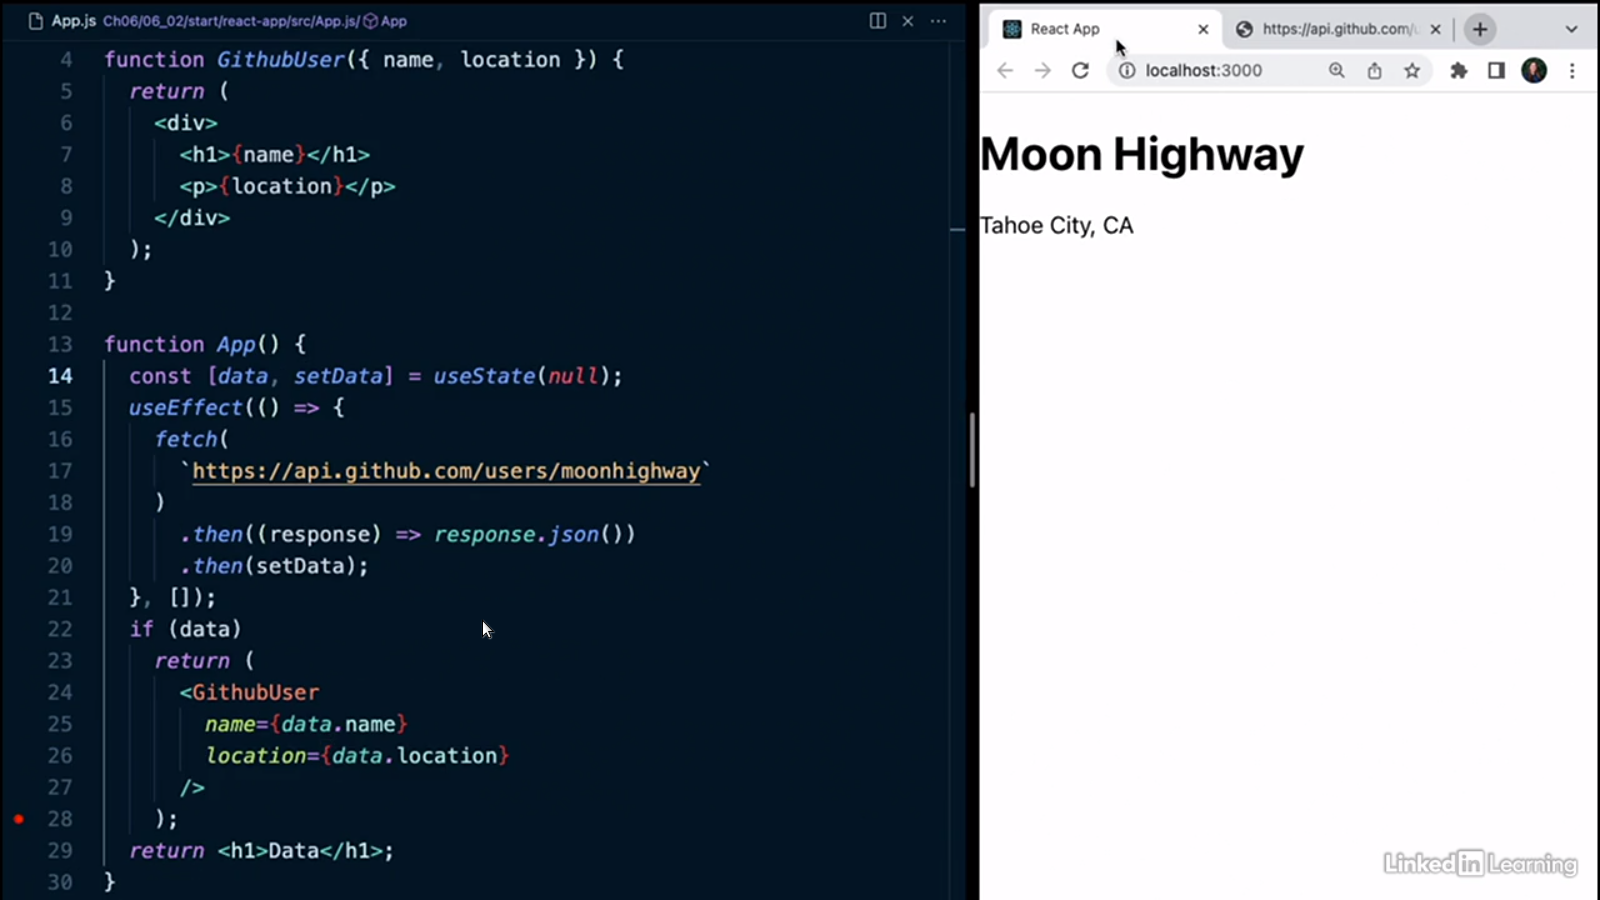 App.js Ch06/06_02/start/react-app/src/App.js/ App
4 function GithubUser({ name, location }) {
5 return (
6 <div>
7 <h1>{name}</h1>
8 <p>{location}</p>
9 </div>
10 );
11 }
12
13 function App() {
14 const [data, setData] = useState(null);
15 useEffect(() => {
16 fetch(
17 `https://api.github.com/users/moonhighway`
18 )
19 .then((response) => response.json())
20 .then(setData);
21 }, []);
22 if (data)
23 return (
24 <GithubUser
25 name={data.name}
26 location={data.location}
27 />
28 );
29 return <h1>Data</h1>;
30 }
React App
https://api.github.com/
localhost:3000
Moon Highway
Tahoe City, CA
LinkedIn Learning